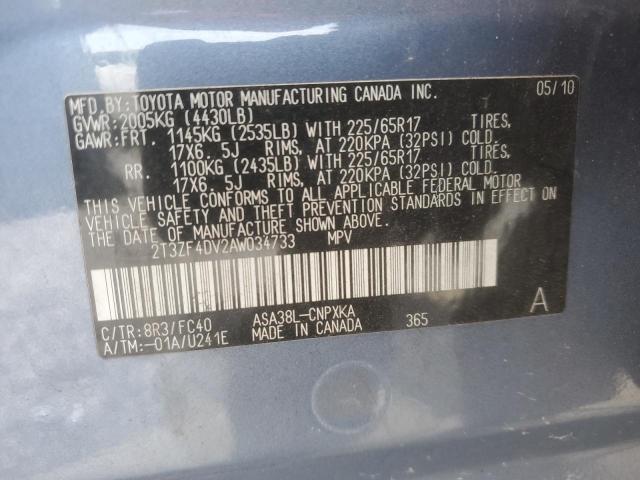 MFD.BY:TOYOTA MOTOR MANUFACTURING CANADA INC. 05/10
GVWR:2005KG (4430LB)
GAWR:FRT. 1145KG (2535LB) WITH 225/65R17 TIRES,
17X6. 5J RIMS, AT 220KPA (32PSI) COLD.
RR. 1100KG (2435LB) WITH 225/65R17 TIRES,
17X6. 5J RIMS, AT 220KPA (32PSI) COLD.
THIS VEHICLE CONFORMS TO ALL APPLICABLE FEDERAL MOTOR
VEHICLE SAFETY AND THEFT PREVENTION STANDARDS IN EFFECT ON
THE DATE OF MANUFACTURE SHOWN ABOVE.
2T3ZF4DV2AW034733 MPV
C/TR:8R3/FC40 ASA38L-CNPXKA A
A/TM:-01A/U241E MADE IN CANADA 365